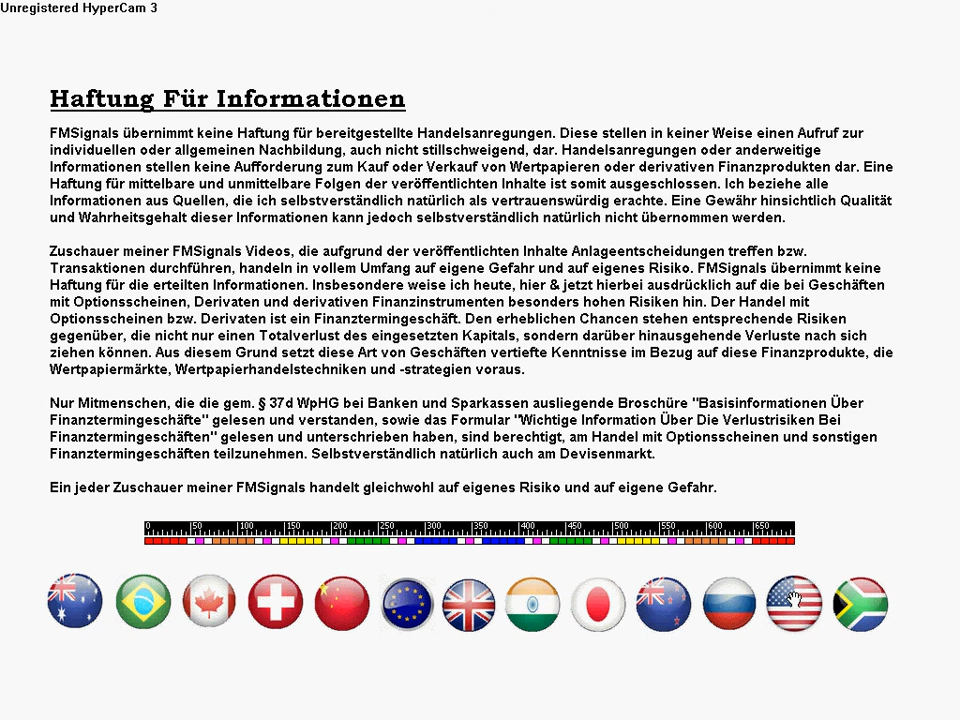 Unregistered HyperCam 3
Haftung Für Informationen
FMSignals übernimmt keine Haftung für bereitgestellte Handelsanregungen. Diese stellen in keiner Weise einen Aufruf zur
individuellen oder allgemeinen Nachbildung, auch nicht stillschweigend, dar. Handelsanregungen oder anderweitige
Informationen stellen keine Aufforderung zum Kauf oder Verkauf von Wertpapieren oder derivativen Finanzprodukten dar. Eine
Haftung für mittelbare und unmittelbare Folgen der veröffentlichten Inhalte ist somit ausgeschlossen. Ich beziehe alle
Informationen aus Quellen, die ich selbstverständlich natürlich als vertrauenswürdig erachte. Eine Gewähr hinsichtlich Qualität
und Wahrheitsgehalt dieser Informationen kann jedoch selbstverständlich natürlich nicht übernommen werden.
Zuschauer meiner FMSignals Videos, die aufgrund der veröffentlichten Inhalte Anlageentscheidungen treffen bzw.
Transaktionen durchführen, handeln in vollem Umfang auf eigene Gefahr und auf eigenes Risiko. FMSignals übernimmt keine
Haftung für die erteilten Informationen. Insbesondere weise ich heute, hier & jetzt hierbei ausdrücklich auf die bei Geschäften
mit Optionsscheinen, Derivaten und derivativen Finanzinstrumenten besonders hohen Risiken hin. Der Handel mit
Optionsscheinen bzw. Derivaten ist ein Finanztermingeschäft. Den erheblichen Chancen stehen entsprechende Risiken
gegenüber, die nicht nur einen Totalverlust des eingesetzten Kapitals, sondern darüber hinausgehende Verluste nach sich
ziehen können. Aus diesem Grund setzt diese Art von Geschäften vertiefte Kenntnisse im Bezug auf diese Finanzprodukte, die
Wertpapiermärkte, Wertpapierhandelstechniken und -strategien voraus.
Nur Mitmenschen, die die gem. § 37d WpHG bei Banken und Sparkassen ausliegende Broschüre "Basisinformationen Über
Finanztermingeschäfte" gelesen und verstanden, sowie das Formular "Wichtige Information Über Die Verlustrisiken Bei
Finanztermingeschäften" gelesen und unterschrieben haben, sind berechtigt, am Handel mit Optionsscheinen und sonstigen
Finanztermingeschäften teilzunehmen. Selbstverständlich natürlich auch am Devisenmarkt.
Ein jeder Zuschauer meiner FMSignals handelt gleichwohl auf eigenes Risiko und auf eigene Gefahr.
0 50 100 150 200 250 300 350 400 450 500 550 600 650